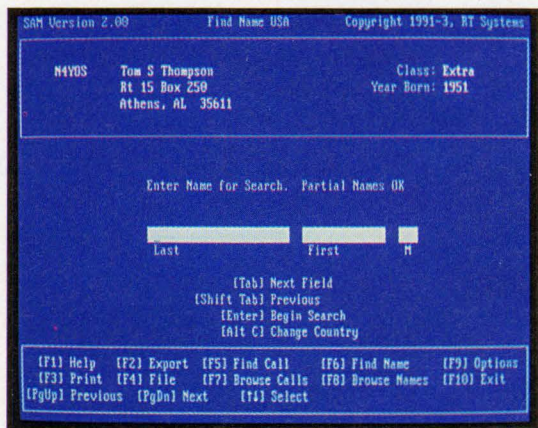 SAM Version 2.00 Find Name USA Copyright 1991-3, RT Systems
N4YOS Tom S Thompson Class: Extra
Rt 15 Box 250 Year Born: 1951
Athens, AL 35611
Enter Name for Search. Partial Names OK
Last First M
[Tab] Next Field
[Shift Tab] Previous
[Enter] Begin Search
[Alt C] Change Country
[F1] Help [F2] Export [F5] Find Call [F6] Find Name [F9] Options
[F3] Print [F4] File [F7] Browse Calls [F8] Browse Names [F10] Exit
[PgUp] Previous [PgDn] Next [↑↓] Select